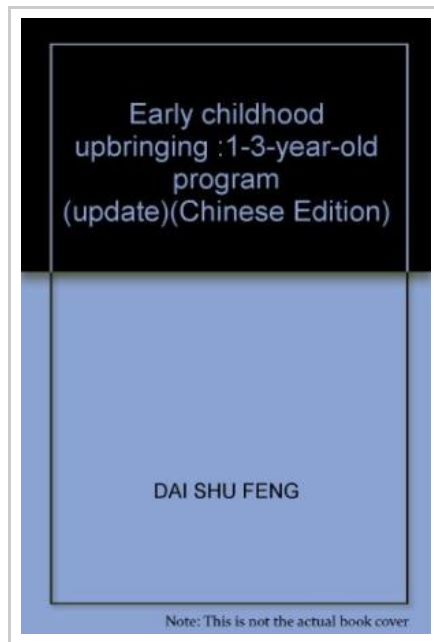 Early childhood
upbringing :1-3-year-old
program
(update)(Chinese Edition)
DAI SHU FENG
Note: This is not the actual book cover